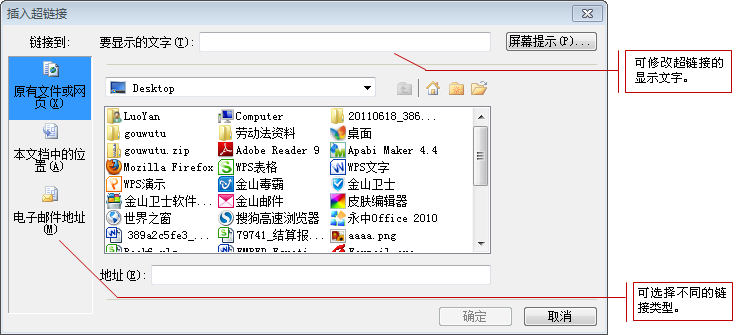 插入超链接
链接到:
要显示的文字(T):
屏幕提示(P)...
可修改超链接的
显示文字。
原有文件或网
页(X)
本文档中的位
置(A)
电子邮件地址
(M)
Desktop
LuoYan Computer 20110618_386...
gouwutu 劳动法资料 桌面
gouwutu.zip Adobe Reader 9 Apabi Maker 4.4
Mozilla Firefox WPS表格 WPS文字
WPS演示 金山毒霸 金山卫士
金山卫士软件... 金山邮件 皮肤编辑器
世界之窗 搜狗高速浏览器 永中Office 2010
389a2c5fe3_... 79741_结算报... aaaa.png
地址(E):
可选择不同的链
接类型。
确定 取消